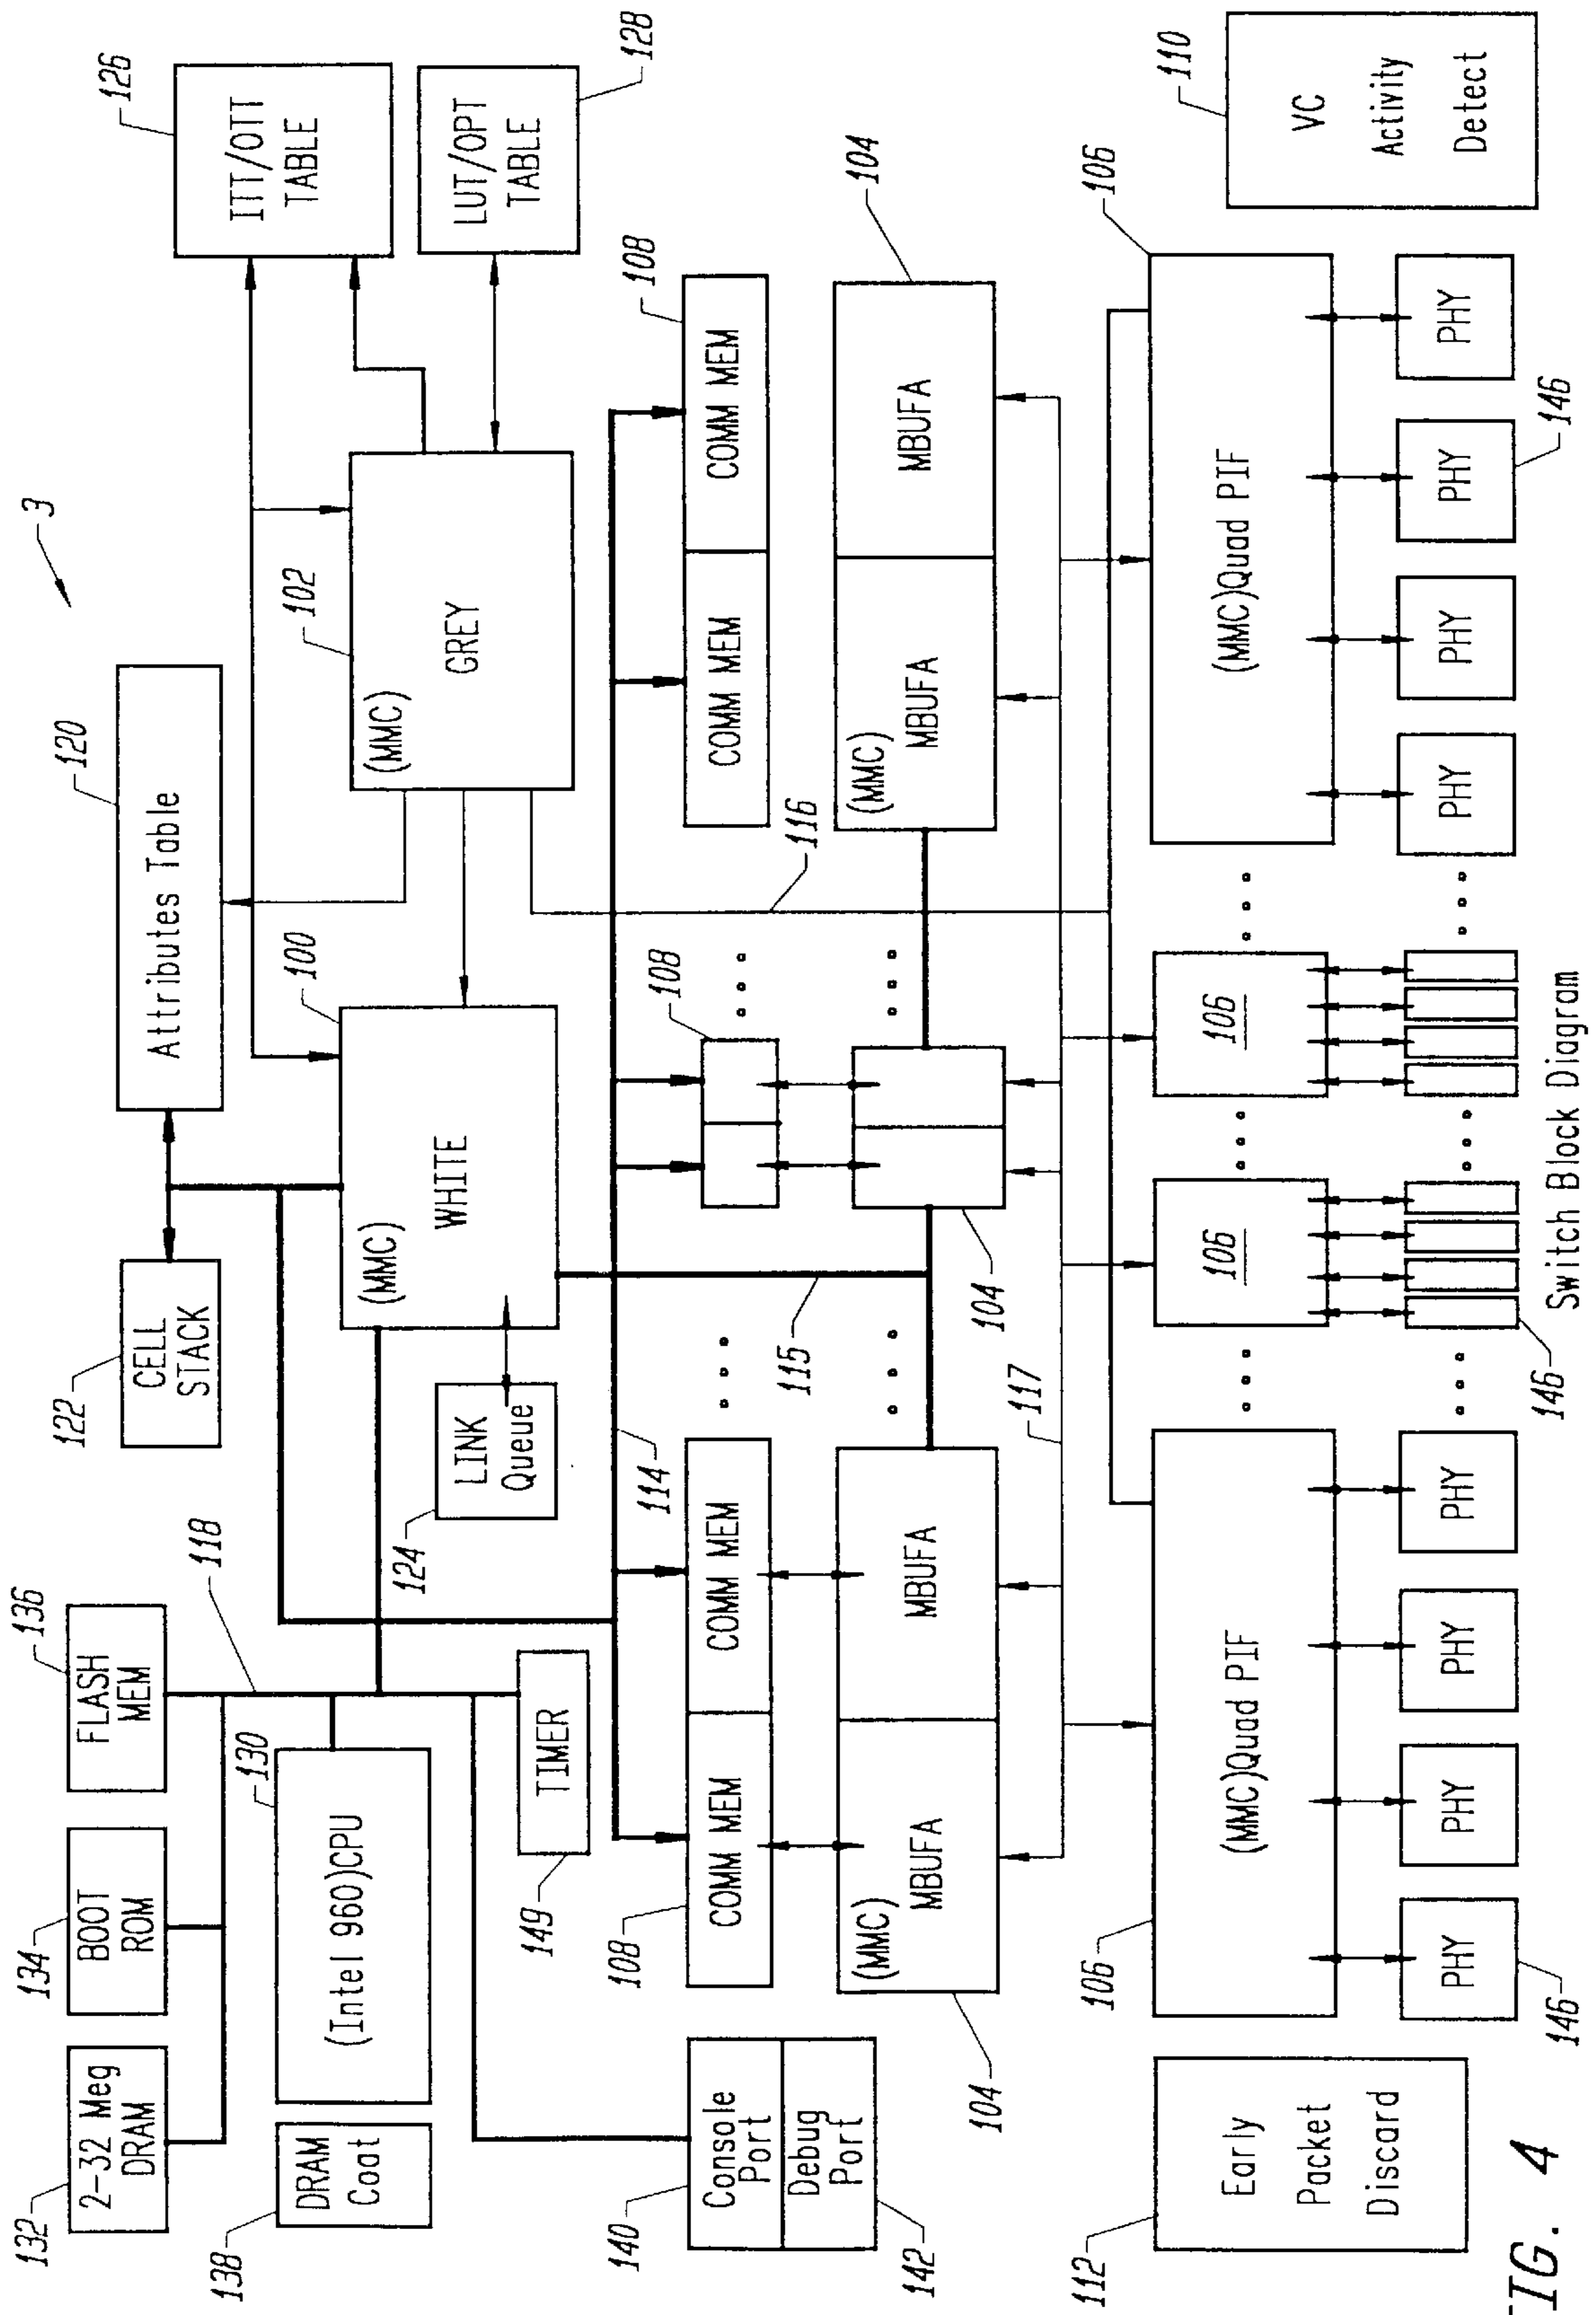 3
132
2-32 Meg
DRAM
134
BOOT
ROM
136
FLASH
MEM
118
122
CELL
STACK
120
Attributes Table
126
ITT/OTT
TABLE
138
DRAM
Coat
130
(Intel 960)CPU
124
LINK
Queue
100
(MMC)
WHITE
102
(MMC)
GREY
128
LUT/OPT
TABLE
149
TIMER
114
140
Console
Port
142
Debug
Port
108
COMM MEM
COMM MEM
108
108
COMM MEM
COMM MEM
115
116
104
(MMC)
MBUFA
MBUFA
104
104
(MMC)
MBUFA
MBUFA
117
112
Early
Packet
Discard
106
(MMC)Quad PIF
106
106
106
(MMC)Quad PIF
110
VC
Activity
Detect
146
PHY
PHY
PHY
PHY
146
PHY
PHY
PHY
PHY
146
Switch Block Diagram
FIG. 4